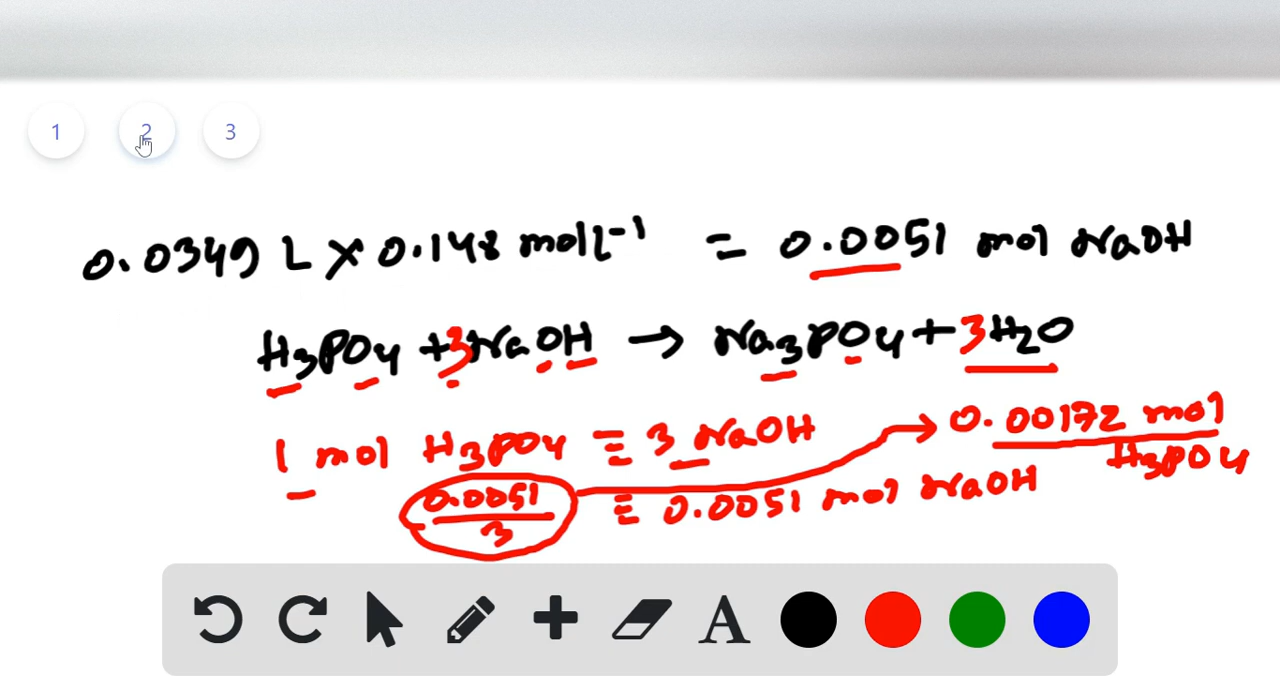 1 2 3
0.0349 L × 0.148 mol L⁻¹ = 0.0051 mol NaOH
H₃PO₄ + 3NaOH → Na₃PO₄ + 3H₂O
1 mol H₃PO₄ ≡ 3 NaOH → 0.00172 mol
H₃PO₄
0.0051/3 ≡ 0.0051 mol NaOH
A